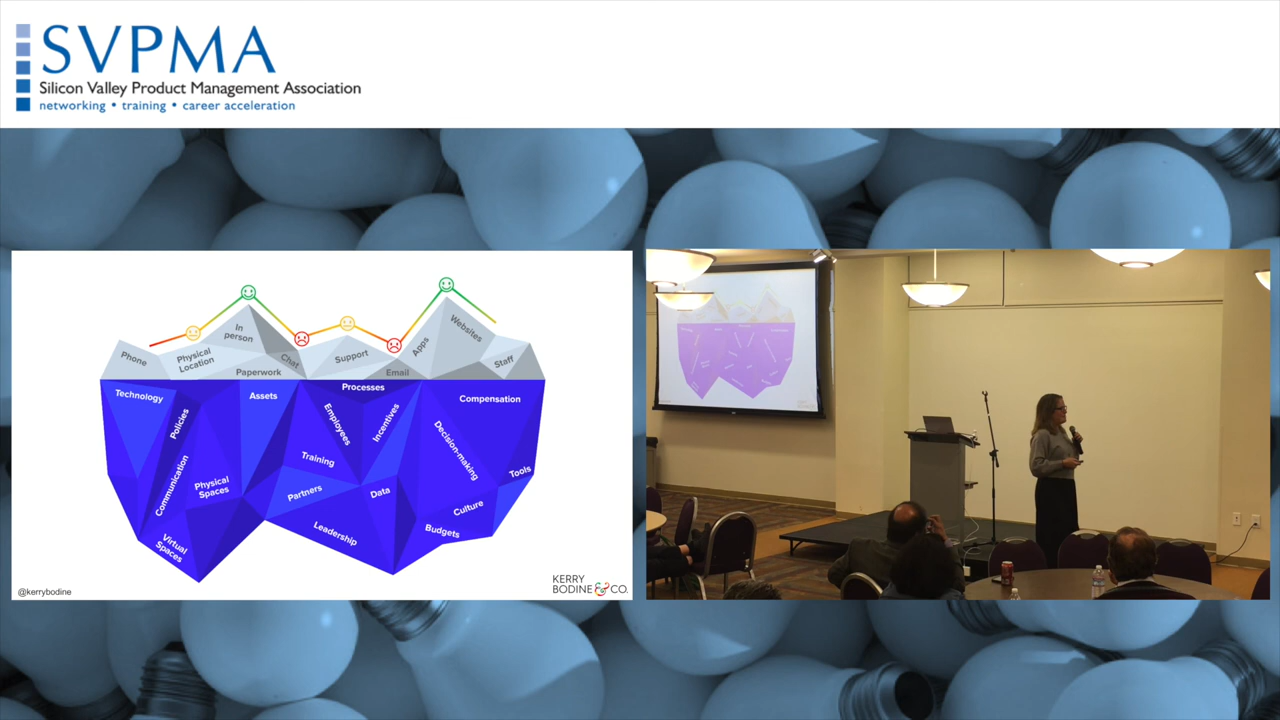 SVPMA
Silicon Valley Product Management Association
networking • training • career acceleration
Phone
Physical
Location
In
person
Paperwork
Chat
Support
Email
Apps
Websites
Staff
Technology
Policies
Assets
Processes
Employees
Incentives
Compensation
Communication
Physical
Spaces
Training
Partners
Data
Decision-making
Tools
Culture
Budgets
Leadership
Virtual
Spaces
@kerrybodine
KERRY
BODINE & CO.